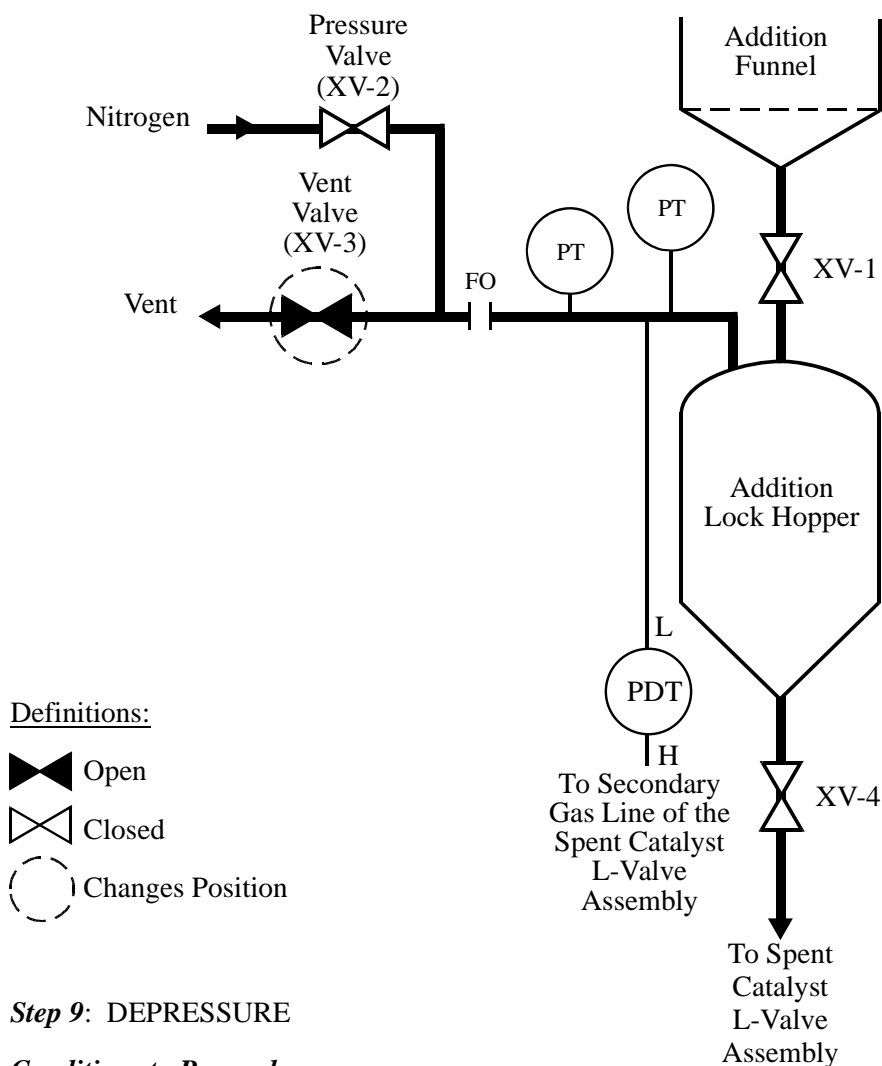 Pressure
Valve
(XV-2)
Addition
Funnel
Nitrogen
Vent
Valve
(XV-3)
PT
PT
XV-1
FO
Vent
Addition
Lock Hopper
L
PDT
H
Definitions:
Open
Closed
Changes Position
To Secondary
Gas Line of the
Spent Catalyst
L-Valve
Assembly
XV-4
To Spent
Catalyst
L-Valve
Assembly
Step 9: DEPRESSURE